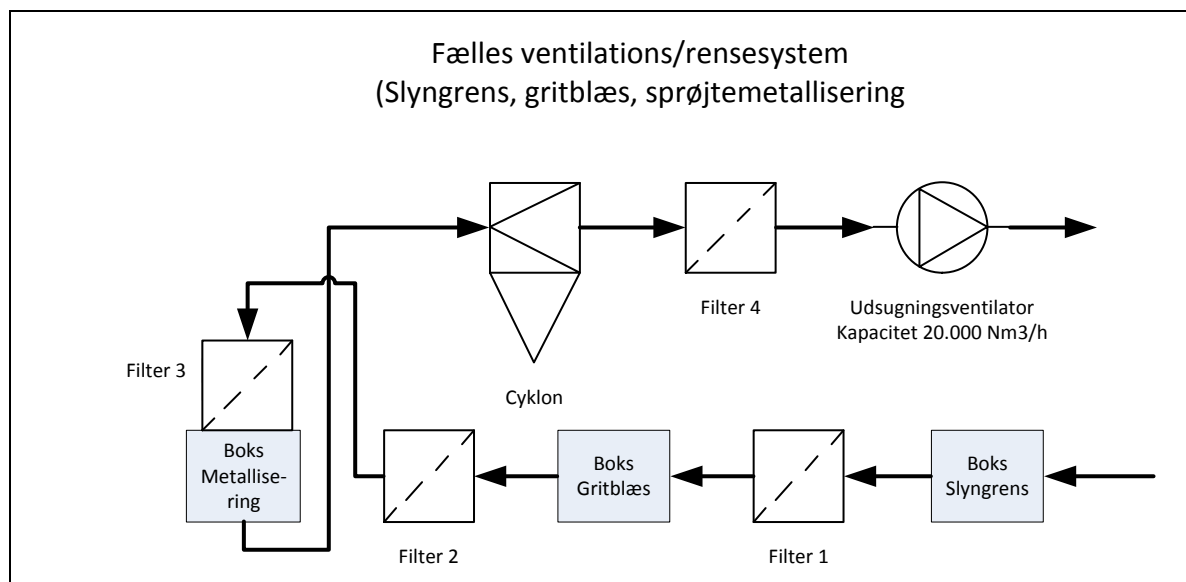 Fælles ventilations/rensesystem
(Slyngrens, gritblæs, sprøjtemetallisering
Filter 4
Udsugningsventilator
Kapacitet 20.000 Nm3/h
Filter 3
Cyklon
Boks
Metallise-
ring
Boks
Gritblæs
Boks
Slyngrens
Filter 2
Filter 1